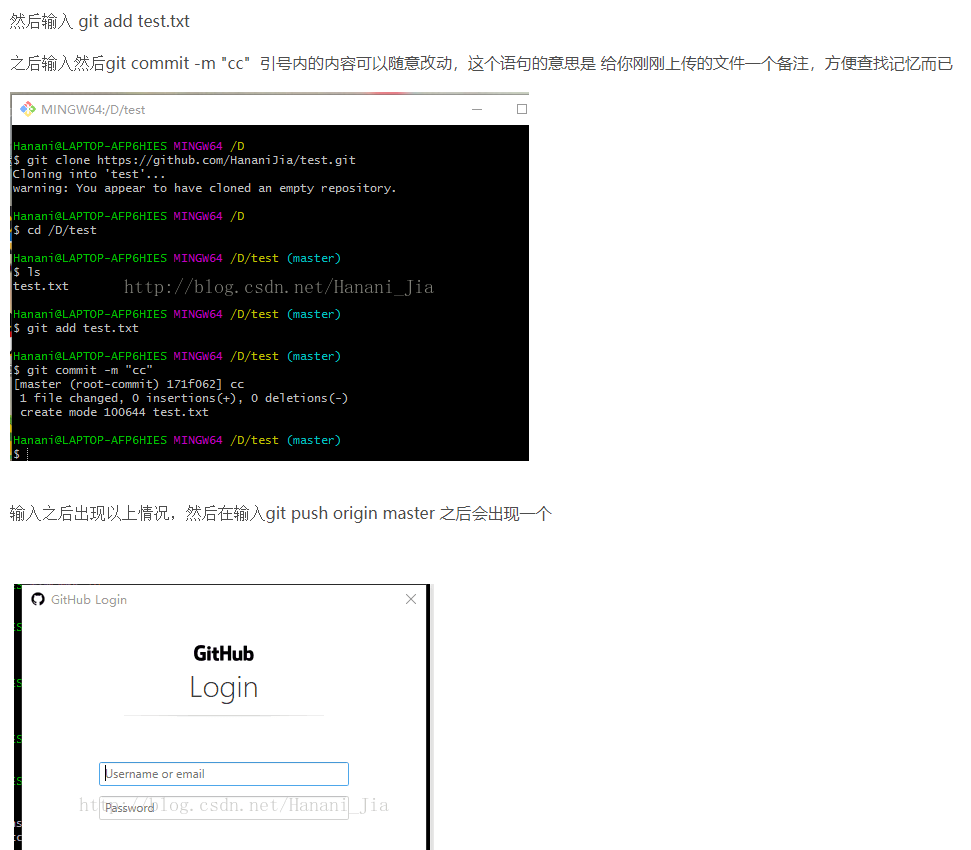 然后输入 git add test.txt
之后输入然后git commit -m "cc"  引号内的内容可以随意改动，这个语句的意思是 给你刚刚上传的文件一个备注，方便查找记忆而已
MINGW64:/D/test
Hanani@LAPTOP-AFP6HIES MINGW64 /D
$ git clone https://github.com/HananiJia/test.git
Cloning into 'test'...
warning: You appear to have cloned an empty repository.
Hanani@LAPTOP-AFP6HIES MINGW64 /D
$ cd /D/test
Hanani@LAPTOP-AFP6HIES MINGW64 /D/test (master)
$ ls
test.txt
http://blog.csdn.net/Hanani_Jia
Hanani@LAPTOP-AFP6HIES MINGW64 /D/test (master)
$ git add test.txt
Hanani@LAPTOP-AFP6HIES MINGW64 /D/test (master)
$ git commit -m "cc"
[master (root-commit) 171f062] cc
 1 file changed, 0 insertions(+), 0 deletions(-)
 create mode 100644 test.txt
Hanani@LAPTOP-AFP6HIES MINGW64 /D/test (master)
$
输入之后出现以上情况，然后在输入git push origin master 之后会出现一个
GitHub Login
GitHub
Login
Username or email
Password
http://blog.csdn.net/Hanani_Jia